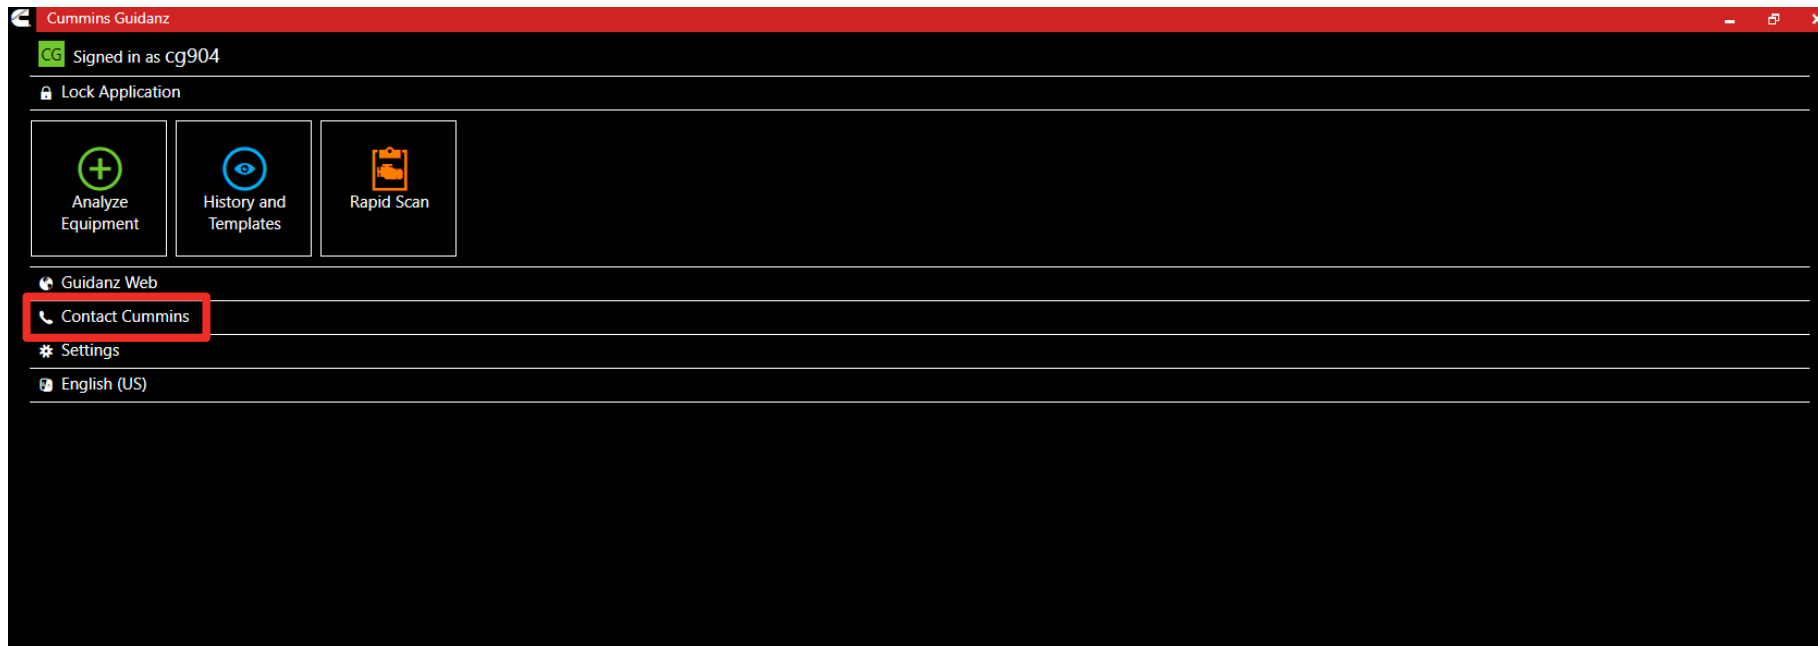 Cummins Guidanz
CG Signed in as cg904
Lock Application
Analyze
Equipment
History and
Templates
Rapid Scan
Guidanz Web
Contact Cummins
Settings
English (US)